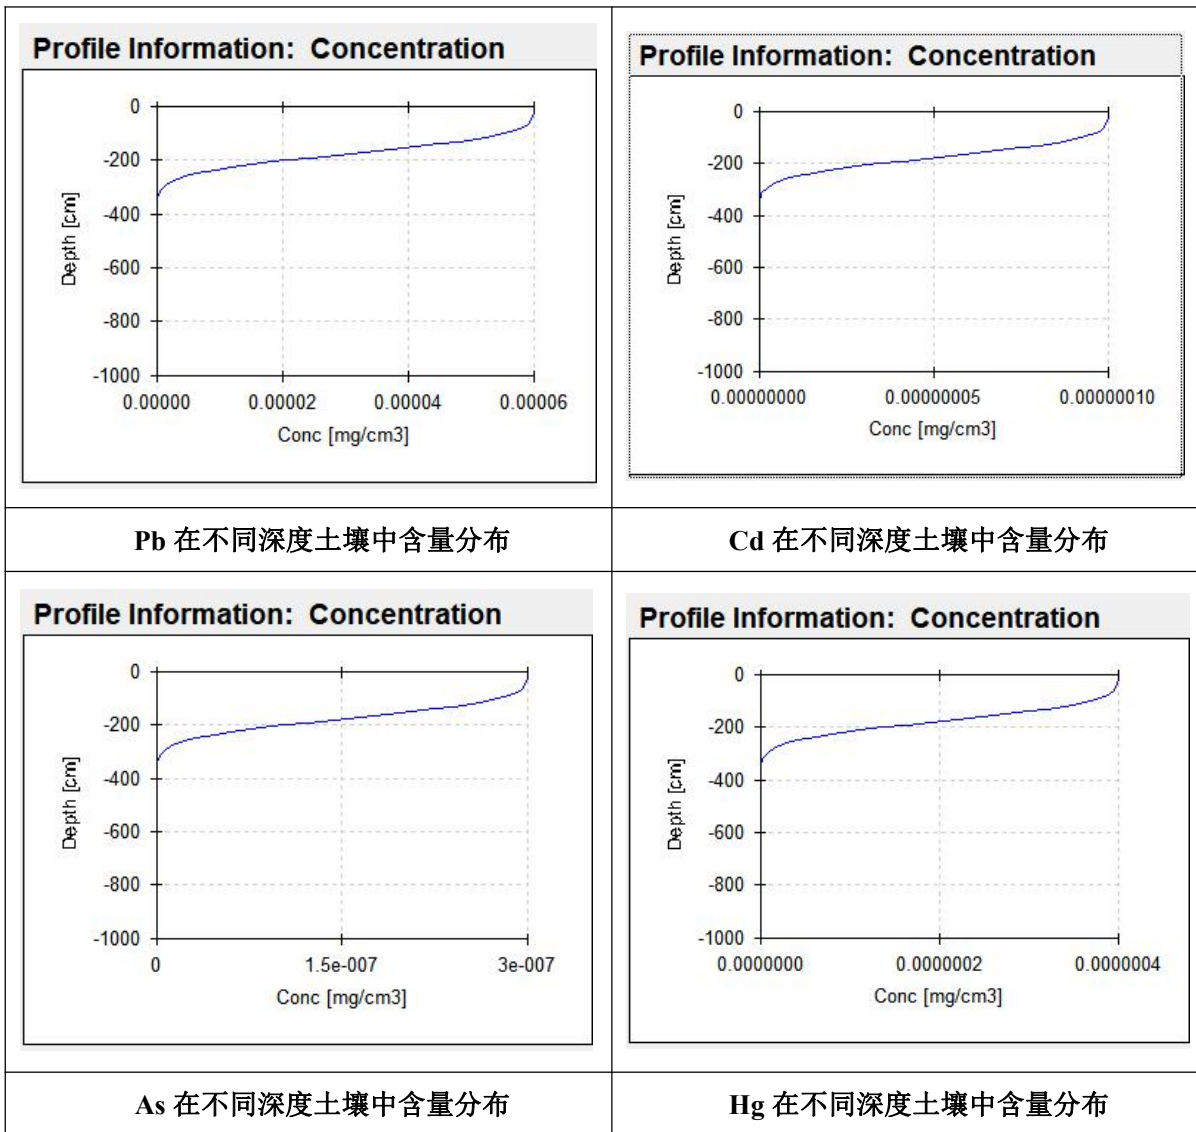 Profile Information: Concentration
0
-200
-400
-600
-800
-1000
Depth [cm]
0.00000 0.00002 0.00004 0.00006
Conc [mg/cm3]
Pb 在不同深度土壤中含量分布
Profile Information: Concentration
0
-200
-400
-600
-800
-1000
Depth [cm]
0.00000000 0.00000005 0.00000010
Conc [mg/cm3]
Cd 在不同深度土壤中含量分布
Profile Information: Concentration
0
-200
-400
-600
-800
-1000
Depth [cm]
0 1.5e-007 3e-007
Conc [mg/cm3]
As 在不同深度土壤中含量分布
Profile Information: Concentration
0
-200
-400
-600
-800
-1000
Depth [cm]
0.0000000 0.0000002 0.0000004
Conc [mg/cm3]
Hg 在不同深度土壤中含量分布